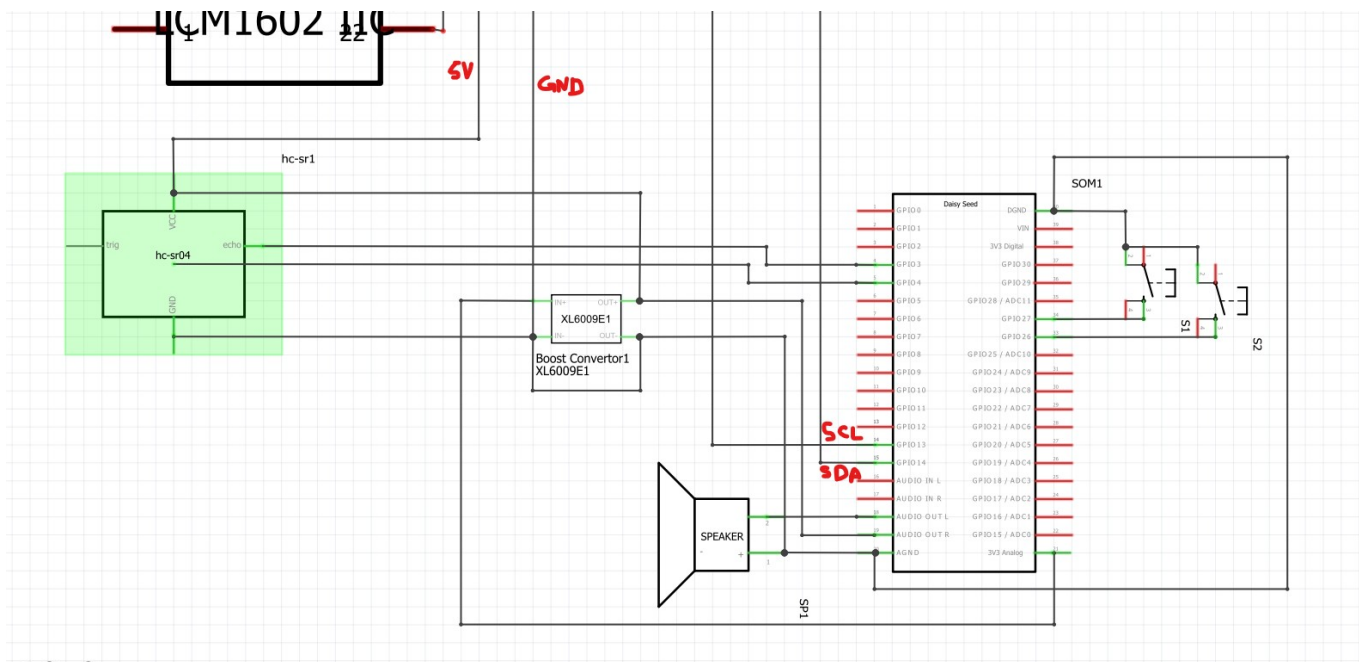 LCM1602 IIC
1
22
5V
GND
hc-sr1
VCC
trig
echo
hc-sr04
GND
IN+
OUT+
XL6009E1
IN-
OUT-
Boost Convertor1
XL6009E1
SOM1
Daisy Seed
GPIO0
DGND
GPIO1
VIN
GPIO2
3V3 Digital
GPIO3
GPIO30
GPIO4
GPIO29
GPIO5
GPIO28 / ADC11
GPIO6
GPIO27
GPIO7
GPIO26
GPIO8
GPIO25 / ADC10
GPIO9
GPIO24 / ADC9
GPIO10
GPIO23 / ADC8
GPIO11
GPIO22 / ADC7
GPIO12
GPIO21 / ADC6
SCL
GPIO13
GPIO20 / ADC5
GPIO14
GPIO19 / ADC4
SDA
AUDIO IN L
GPIO18 / ADC3
AUDIO IN R
GPIO17 / ADC2
AUDIO OUT L
GPIO16 / ADC1
AUDIO OUT R
GPIO15 / ADC0
AGND
3V3 Analog
S1
S2
2
SPEAKER
- +
1
SP1